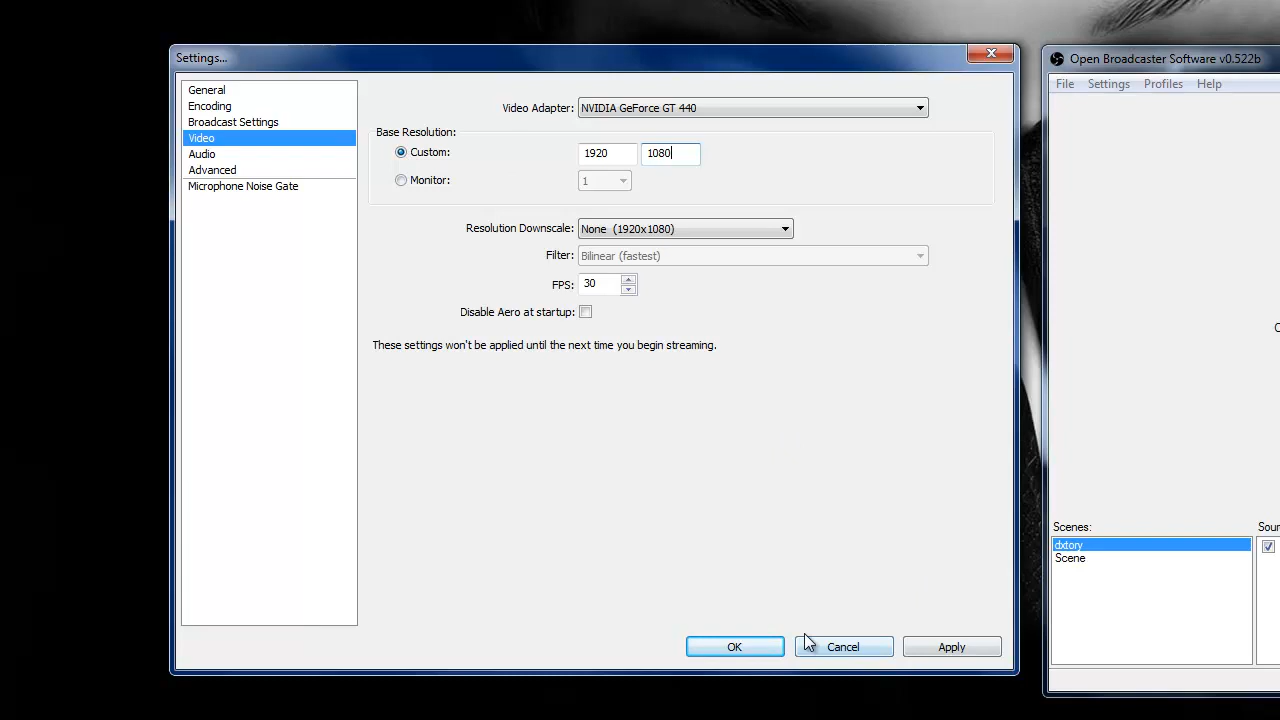 Settings...
General
Encoding
Broadcast Settings
Video
Audio
Advanced
Microphone Noise Gate
Video Adapter: NVIDIA GeForce GT 440
Base Resolution:
Custom: 1920 1080
Monitor: 1
Resolution Downscale: None (1920x1080)
Filter: Bilinear (fastest)
FPS: 30
Disable Aero at startup:
These settings won't be applied until the next time you begin streaming.
OK Cancel Apply
Open Broadcaster Software v0.522b
File Settings Profiles Help
C
Scenes: Sour
dxtory
Scene